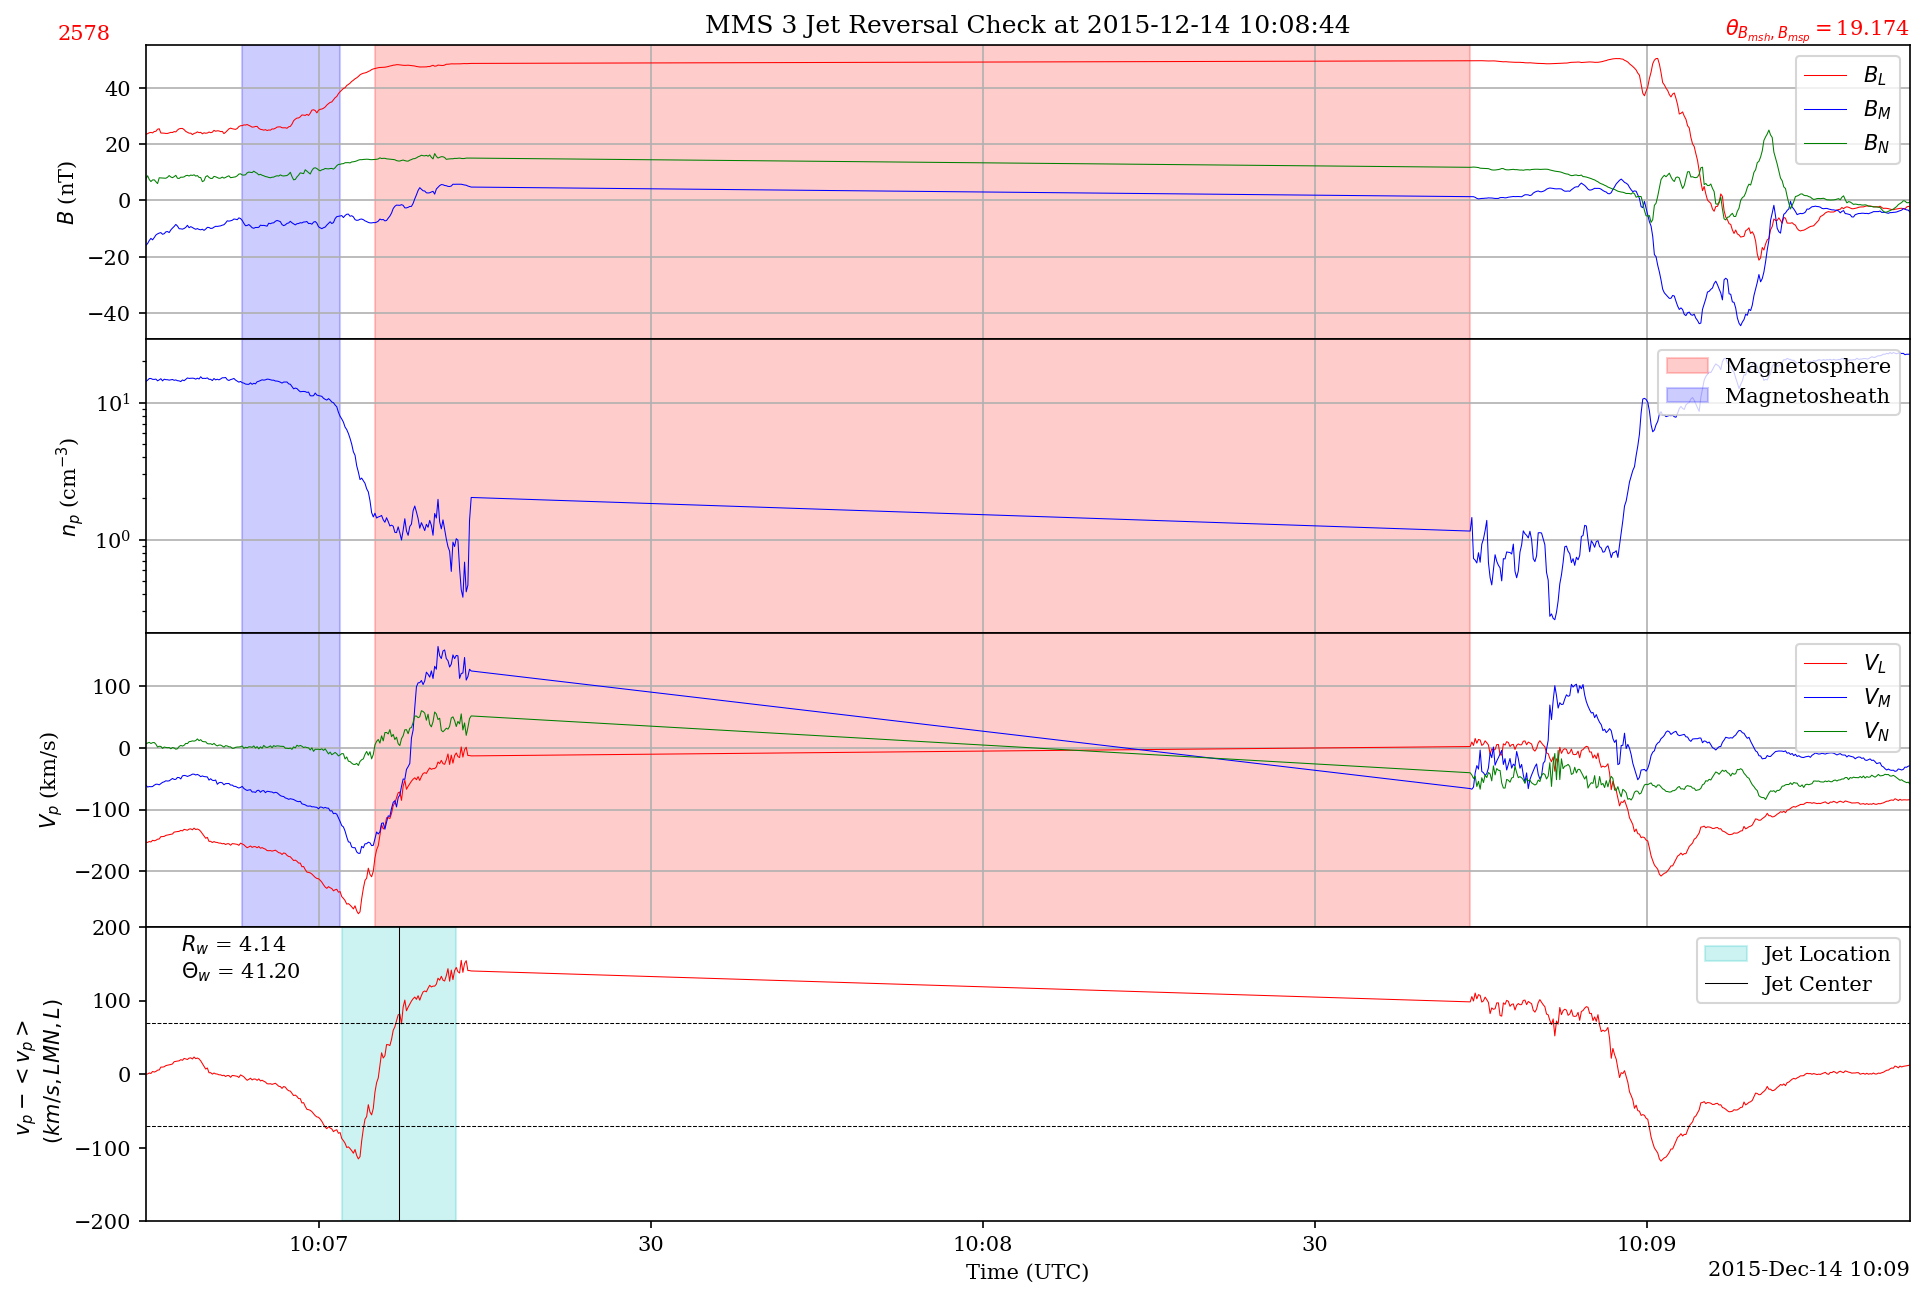 2578
MMS 3 Jet Reversal Check at 2015-12-14 10:08:44
θ_{B_{msh}, B_{msp}} = 19.174
40
20
0
−20
−40
B (nT)
B_L
B_M
B_N
10^1
10^0
n_p (cm^{−3})
Magnetosphere
Magnetosheath
100
0
−100
−200
V_p (km/s)
V_L
V_M
V_N
200
100
0
−100
−200
v_p − <v_p>
(km/s, LMN, L)
R_w = 4.14
Θ_w = 41.20
Jet Location
Jet Center
10:07
30
10:08
30
10:09
Time (UTC)
2015-Dec-14 10:09